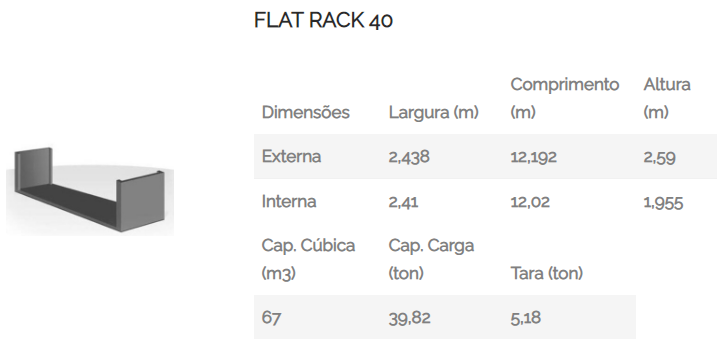 FLAT RACK 40
Comprimento Altura
Dimensões Largura (m) (m) (m)
Externa 2,438 12,192 2,59
Interna 2,41 12,02 1,955
Cap. Cúbica Cap. Carga
(m3) (ton) Tara (ton)
67 39,82 5,18